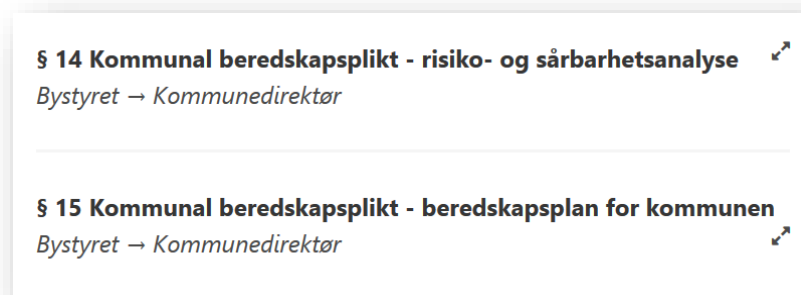 § 14 Kommunal beredskapsplikt - risiko- og sårbarhetsanalyse
Bystyret → Kommunedirektør
§ 15 Kommunal beredskapsplikt - beredskapsplan for kommunen
Bystyret → Kommunedirektør